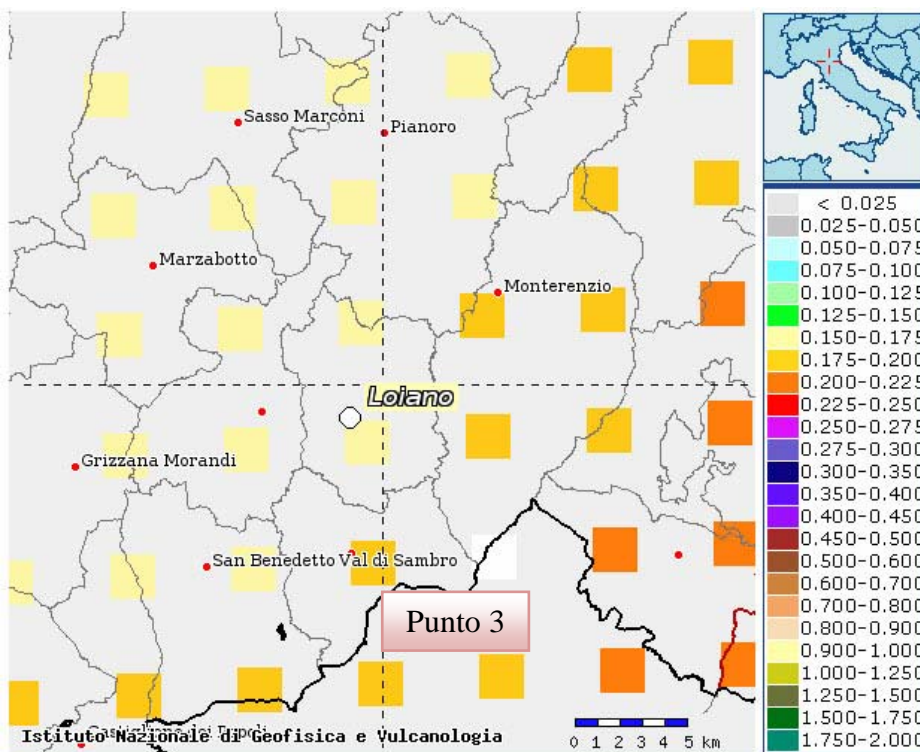 Sasso Marconi
Pianoro
Marzabotto
Monterenzio
Loiano
Grizzana Morandi
San Benedetto Val di Sambro
Punto 3
Castiglione dei Pepoli
Istituto Nazionale di Geofisica e Vulcanologia
0 1 2 3 4 5 km
< 0.025
0.025-0.050
0.050-0.075
0.075-0.100
0.100-0.125
0.125-0.150
0.150-0.175
0.175-0.200
0.200-0.225
0.225-0.250
0.250-0.275
0.275-0.300
0.300-0.350
0.350-0.400
0.400-0.450
0.450-0.500
0.500-0.600
0.600-0.700
0.700-0.800
0.800-0.900
0.900-1.000
1.000-1.250
1.250-1.500
1.500-1.750
1.750-2.000